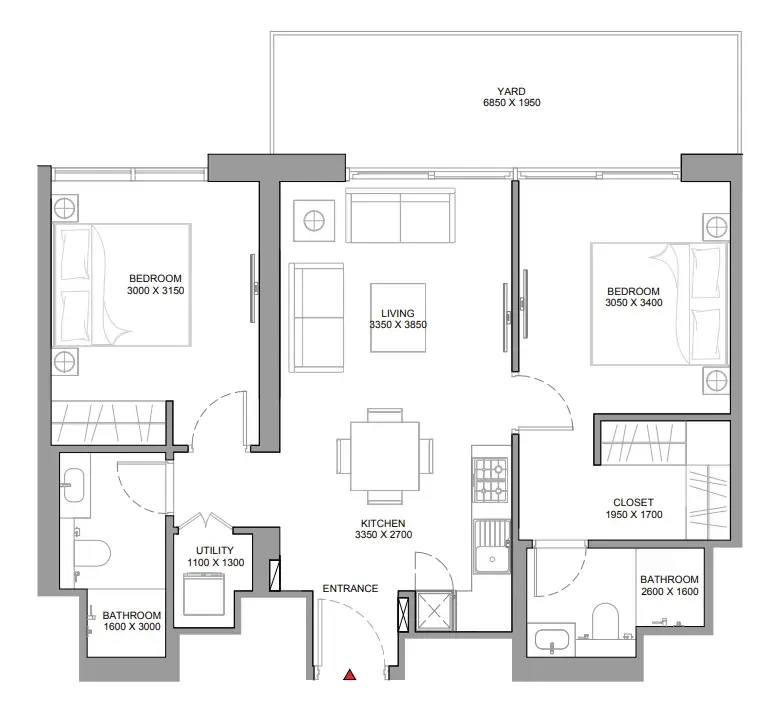 YARD
6850 X 1950
BEDROOM
3000 X 3150
BEDROOM
3050 X 3400
LIVING
3350 X 3850
CLOSET
1950 X 1700
KITCHEN
3350 X 2700
UTILITY
1100 X 1300
BATHROOM
2600 X 1600
ENTRANCE
BATHROOM
1600 X 3000